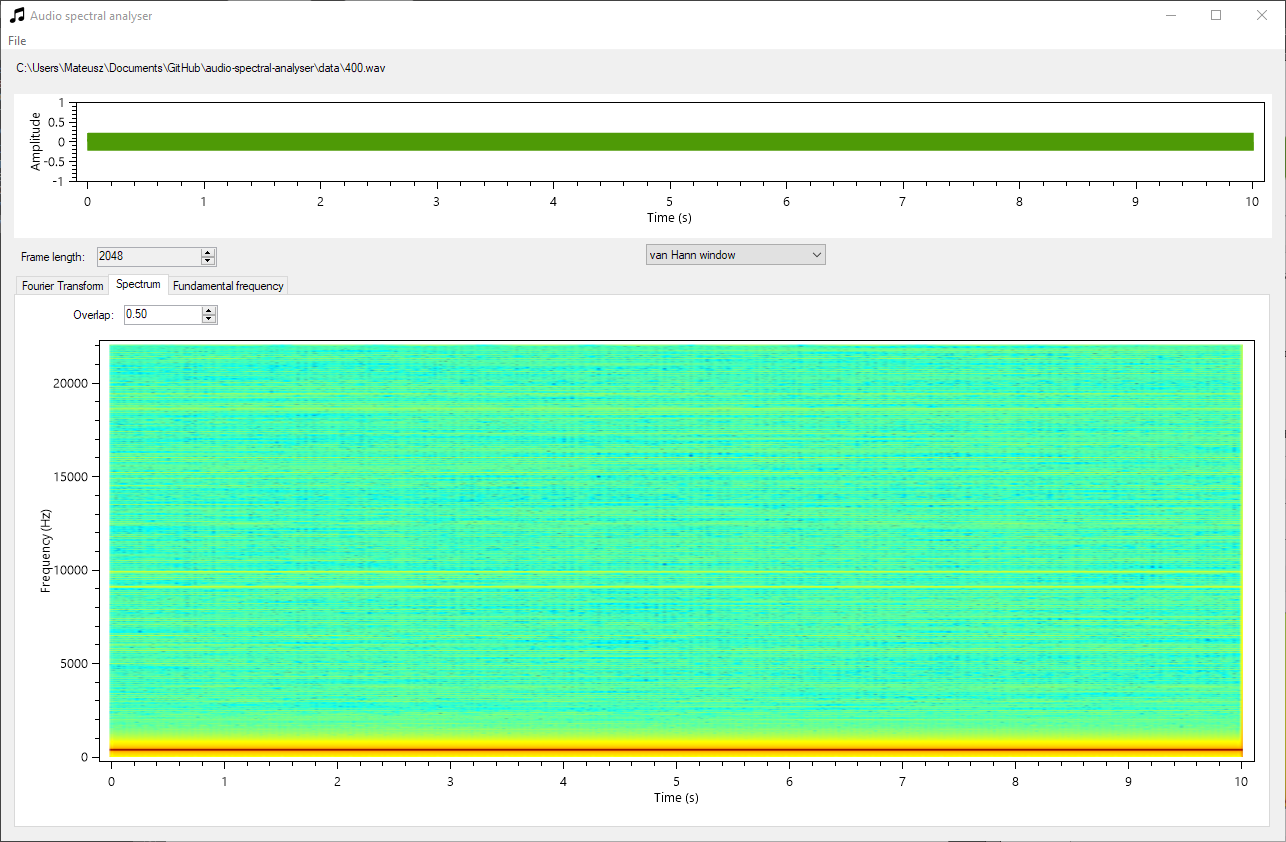 Audio spectral analyser
File
C:\Users\Mateusz\Documents\GitHub\audio-spectral-analyser\data\400.wav
Amplitude
1
0.5
0
-0.5
-1
0 1 2 3 4 5 6 7 8 9 10
Time (s)
Frame length: 2048 van Hann window
Fourier Transform Spectrum Fundamental frequency
Overlap: 0.50
Frequency (Hz)
20000
15000
10000
5000
0
0 1 2 3 4 5 6 7 8 9 10
Time (s)